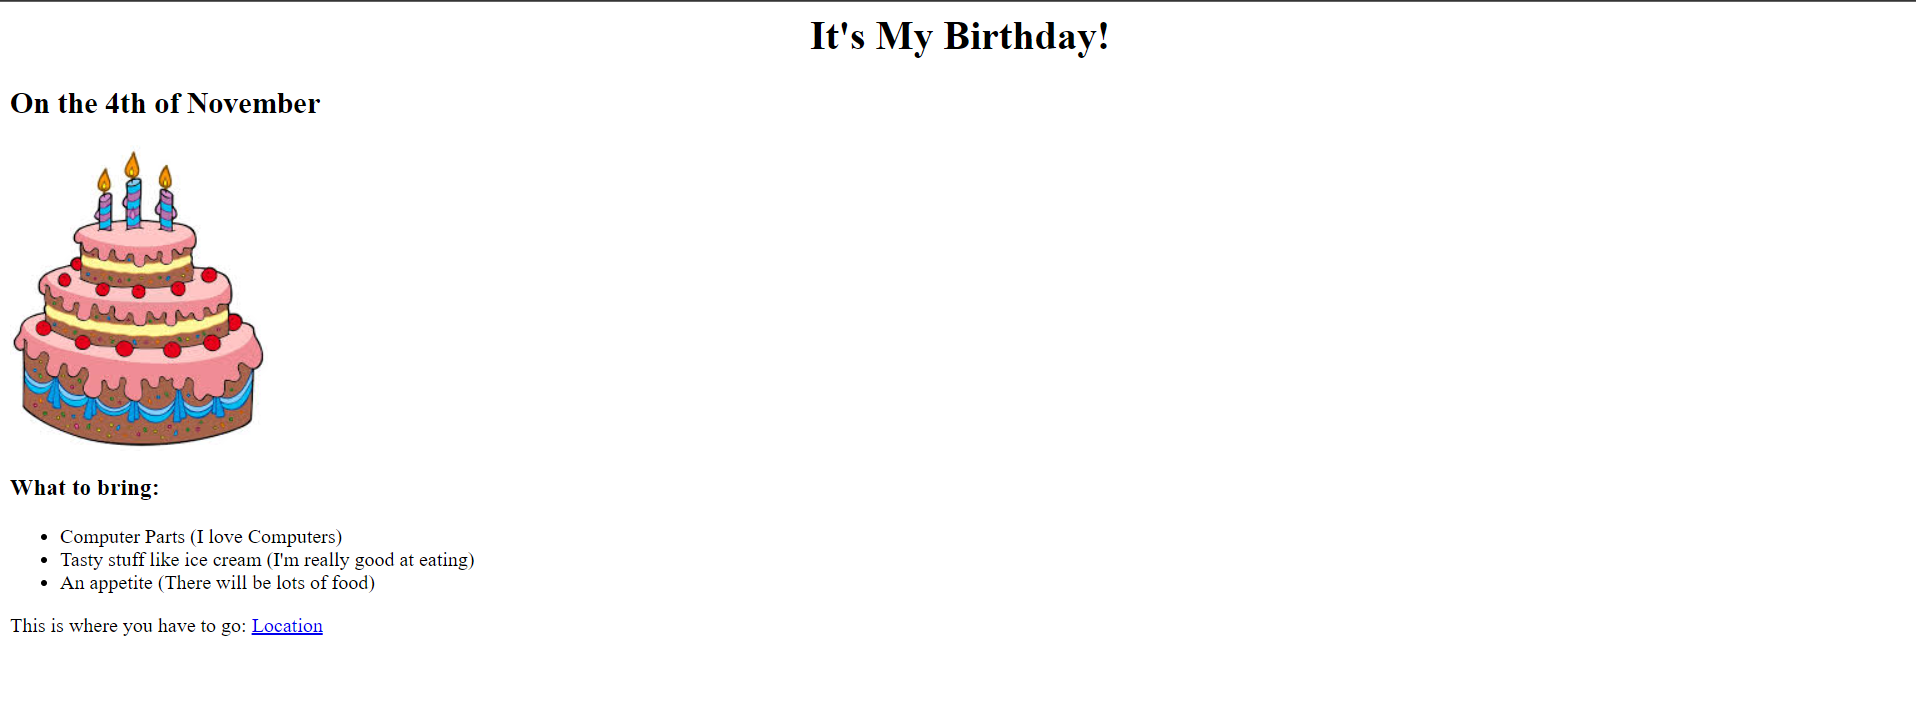 It's My Birthday!
On the 4th of November
What to bring:
Computer Parts (I love Computers)
Tasty stuff like ice cream (I'm really good at eating)
An appetite (There will be lots of food)
This is where you have to go: Location